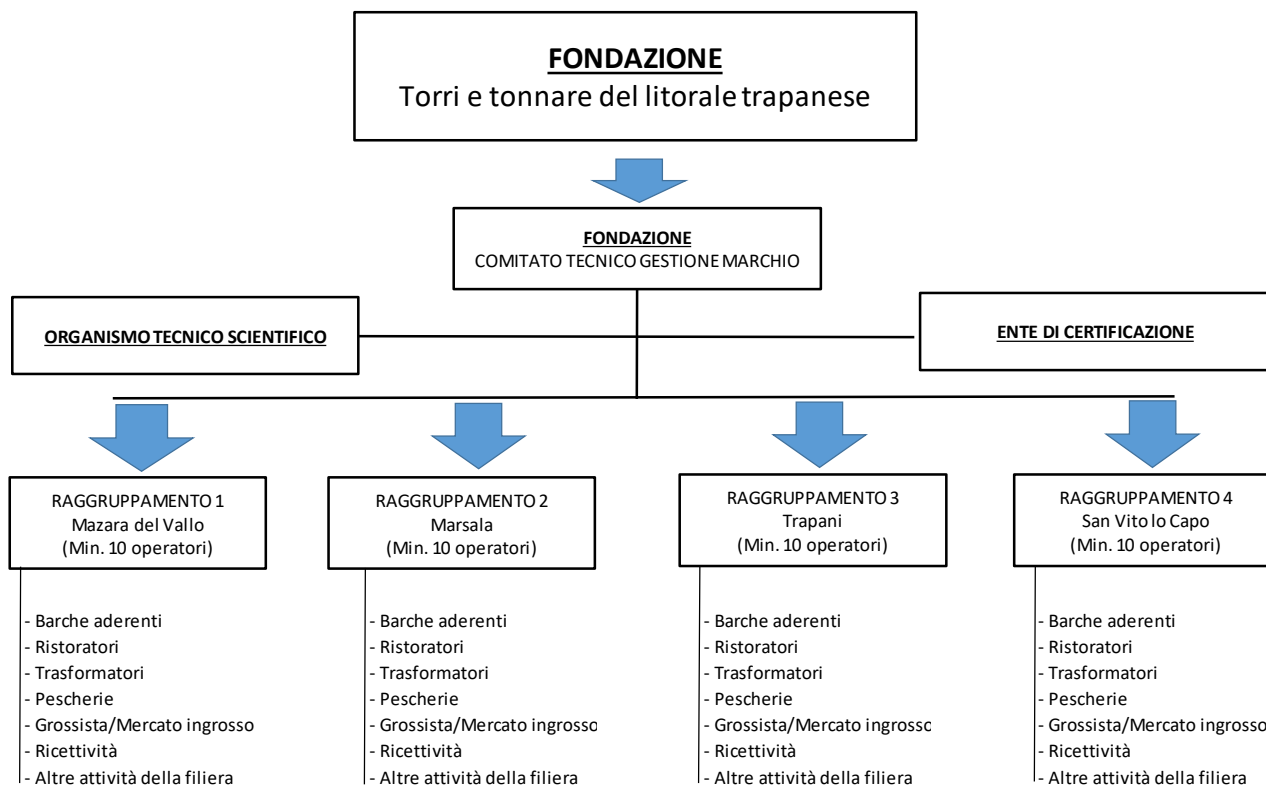 FONDAZIONE
Torri e tonnare del litorale trapanese
FONDAZIONE
COMITATO TECNICO GESTIONE MARCHIO
ORGANISMO TECNICO SCIENTIFICO
ENTE DI CERTIFICAZIONE
RAGGRUPPAMENTO 1
Mazara del Vallo
(Min. 10 operatori)
- Barche aderenti
- Ristoratori
- Trasformatori
- Pescherie
- Grossista/Mercato ingrosso
- Ricettività
- Altre attività della filiera
RAGGRUPPAMENTO 2
Marsala
(Min. 10 operatori)
- Barche aderenti
- Ristoratori
- Trasformatori
- Pescherie
- Grossista/Mercato ingrosso
- Ricettività
- Altre attività della filiera
RAGGRUPPAMENTO 3
Trapani
(Min. 10 operatori)
- Barche aderenti
- Ristoratori
- Trasformatori
- Pescherie
- Grossista/Mercato ingrosso
- Ricettività
- Altre attività della filiera
RAGGRUPPAMENTO 4
San Vito lo Capo
(Min. 10 operatori)
- Barche aderenti
- Ristoratori
- Trasformatori
- Pescherie
- Grossista/Mercato ingrosso
- Ricettività
- Altre attività della filiera